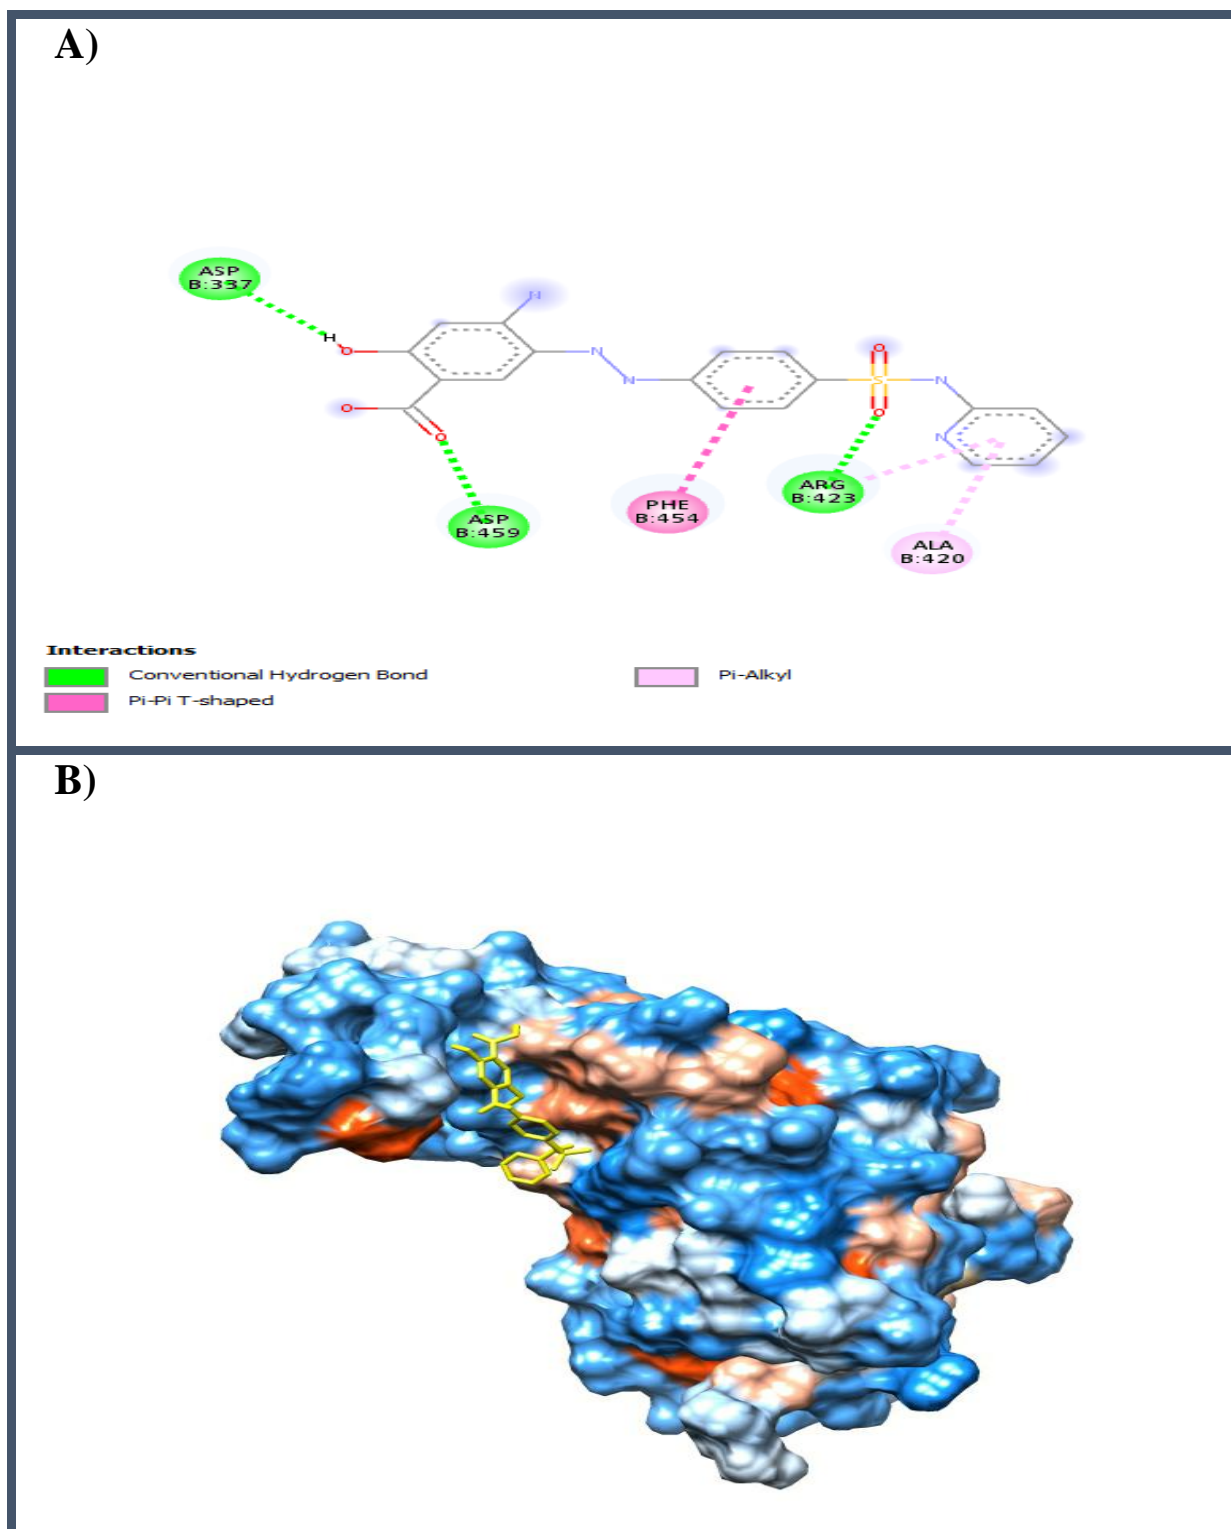 A)
ASP
B:337
N
H
O
N
O
S
N
N
O
O
O
N
ARG
B:423
PHE
B:454
ASP
B:459
ALA
B:420
Interactions
Conventional Hydrogen Bond
Pi-Alkyl
Pi-Pi T-shaped
B)